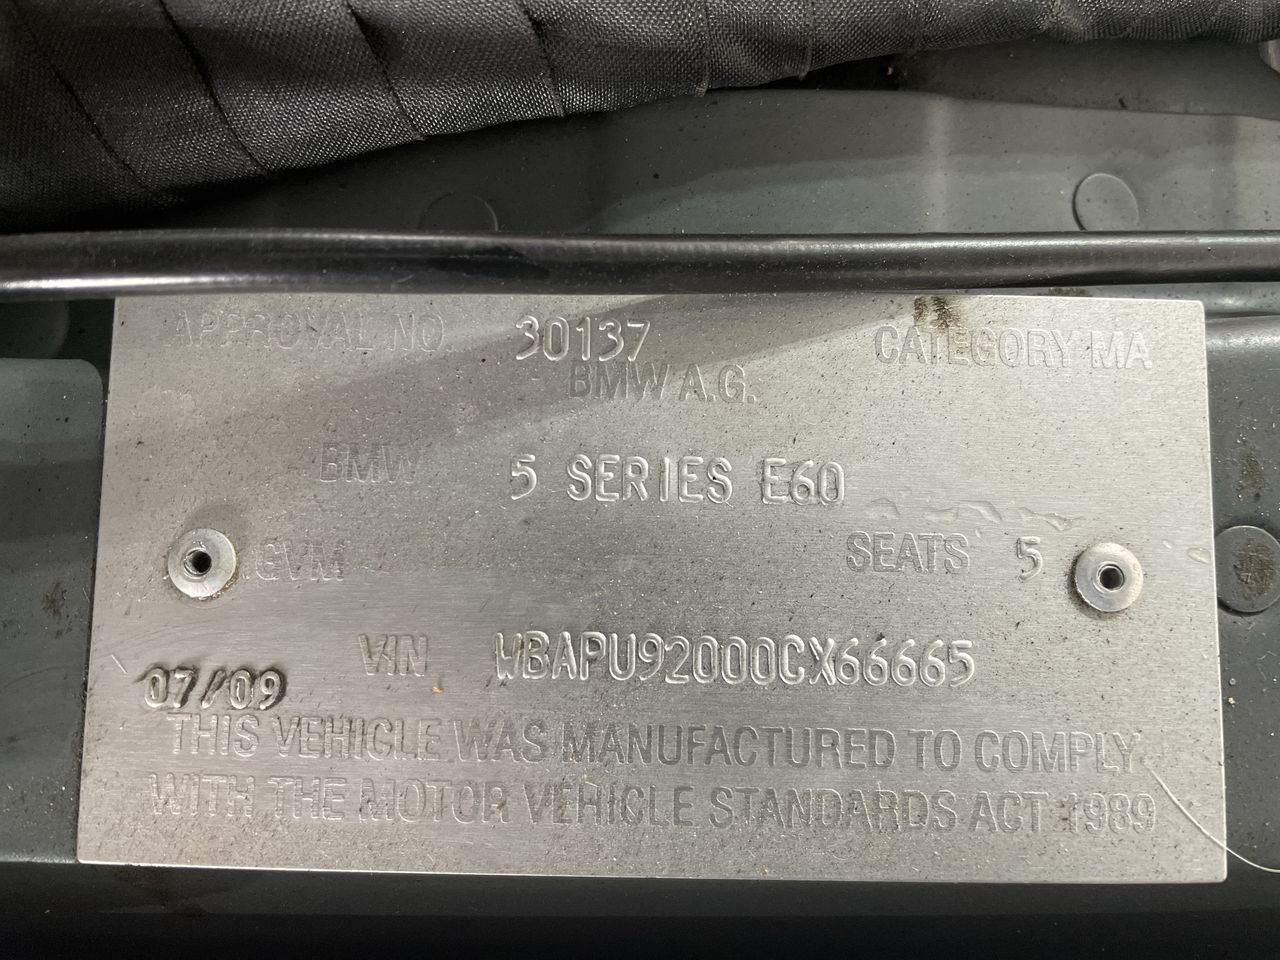 APPROVAL NO 30137 CATEGORY MA
BMW A.G.
BMW 5 SERIES E60
GVM SEATS 5
VIN WBAPU92000CX66665
07/09
THIS VEHICLE WAS MANUFACTURED TO COMPLY
WITH THE MOTOR VEHICLE STANDARDS ACT 1989